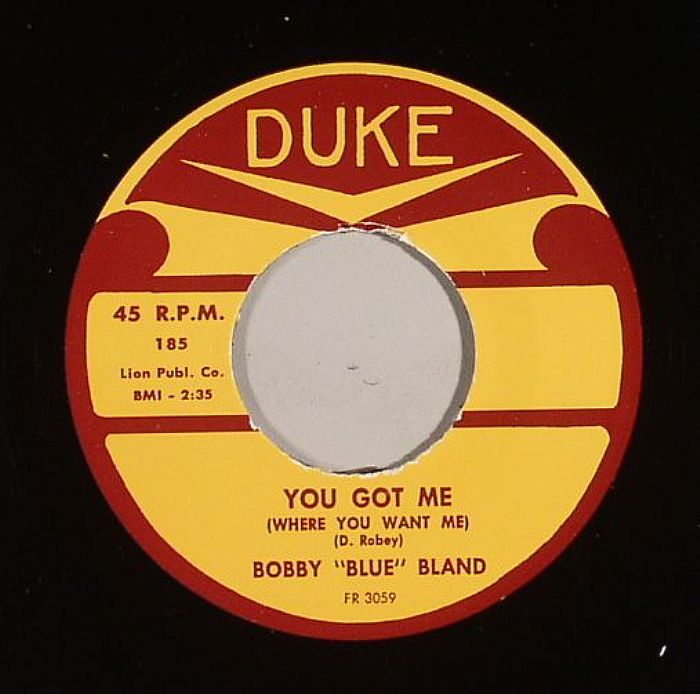 DUKE
45 R.P.M.
185
Lion Publ. Co.
BMI - 2:35
YOU GOT ME
(WHERE YOU WANT ME)
(D. Robey)
BOBBY "BLUE" BLAND
FR 3059